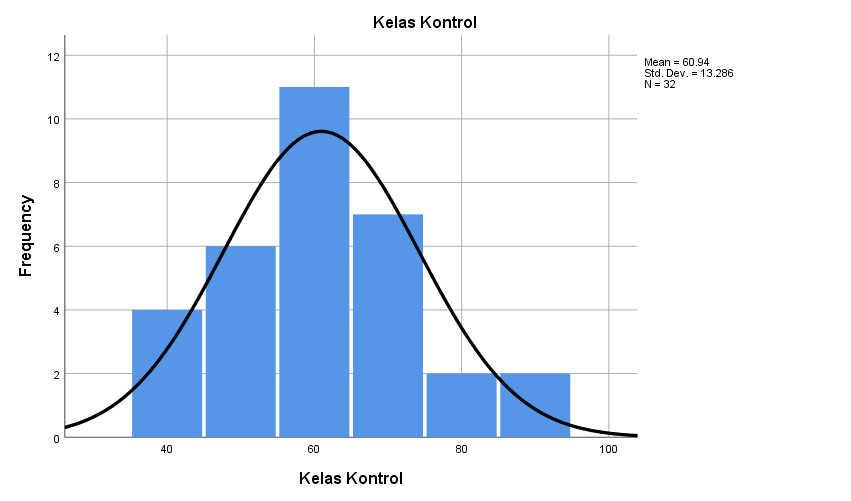 Kelas Kontrol
Mean = 60.94
Std. Dev. = 13.286
N = 32
Frequency
12
10
8
6
4
2
0
40 60 80 100
Kelas Kontrol